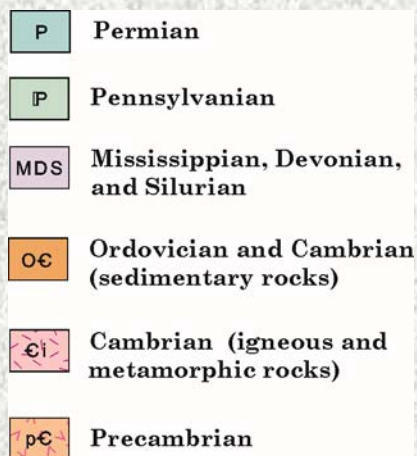 P Permian
ℙ Pennsylvanian
MDS Mississippian, Devonian,
and Silurian
O€ Ordovician and Cambrian
(sedimentary rocks)
€i Cambrian (igneous and
metamorphic rocks)
p€ Precambrian